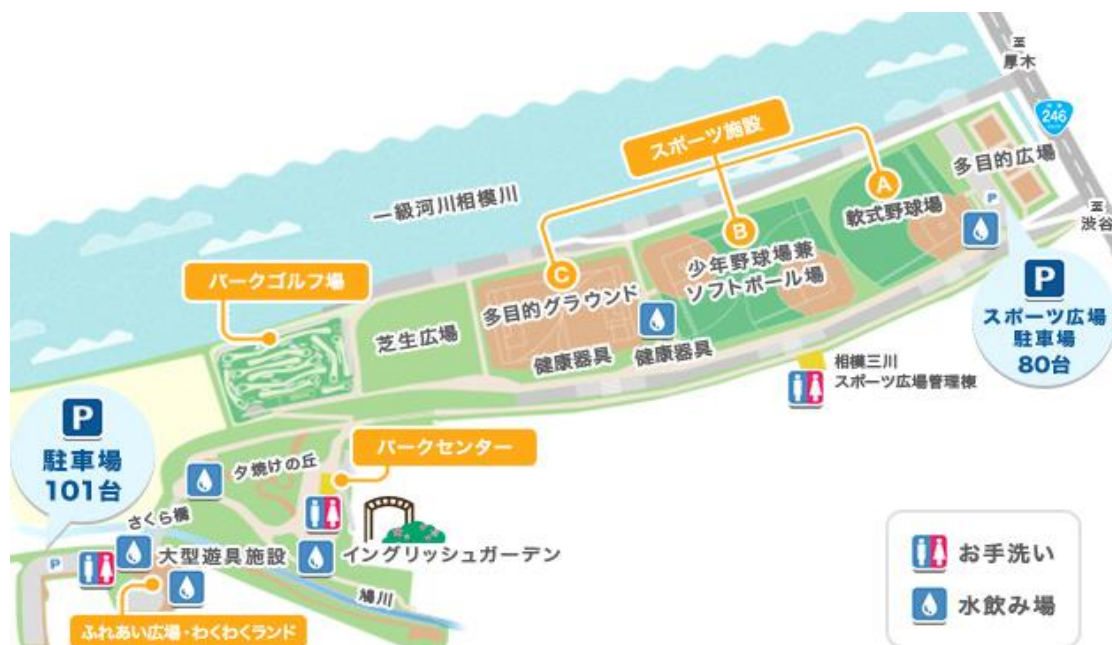 至
厚木
246
スポーツ施設
多目的広場
A
P
至
渋谷
軟式野球場
一級河川相模川
B
少年野球場兼
ソフトボール場
C
多目的グラウンド
パークゴルフ場
芝生広場
健康器具
健康器具
P
スポーツ広場
駐車場
80台
相模三川
スポーツ広場管理棟
P
駐車場
101台
パークセンター
夕焼けの丘
さくら橋
P
大型遊具施設
イングリッシュガーデン
鳩川
ふれあい広場・わくわくランド
お手洗い
水飲み場